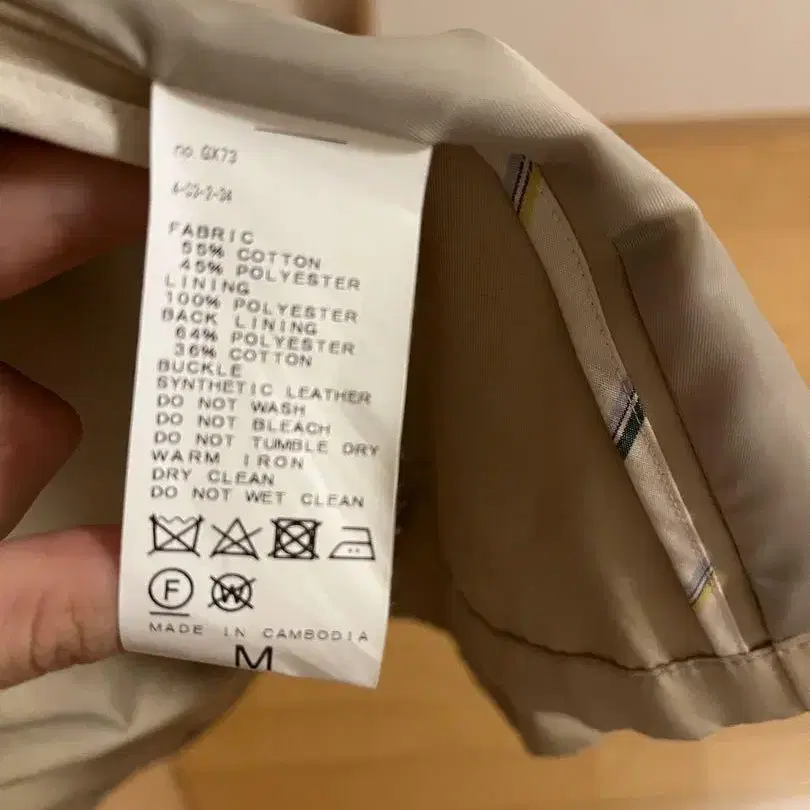 no. GX73
4-03-2-34
FABRIC
55% COTTON
45% POLYESTER
LINING
100% POLYESTER
BACK LINING
64% POLYESTER
36% COTTON
BUCKLE
SYNTHETIC LEATHER
DO NOT WASH
DO NOT BLEACH
DO NOT TUMBLE DRY
WARM IRON
DRY CLEAN
DO NOT WET CLEAN
F W
MADE IN CAMBODIA
M